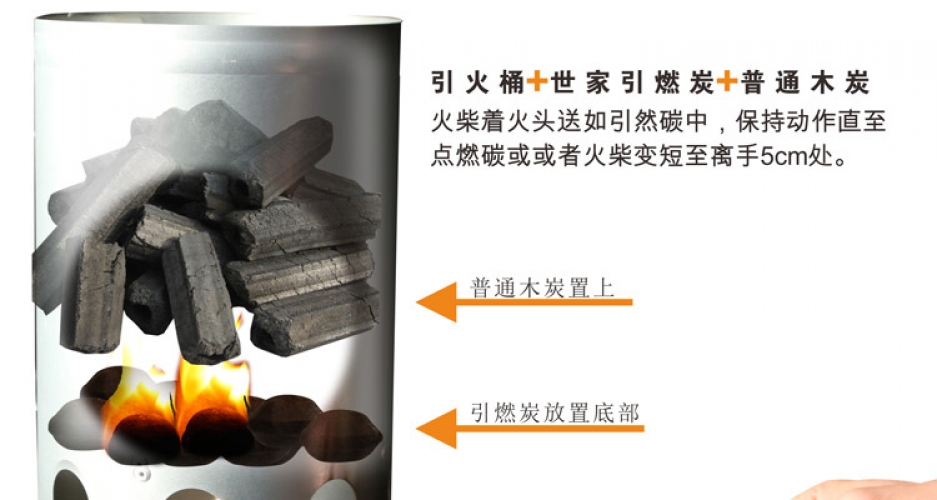 引火桶+世家引燃炭+普通木炭
火柴着火头送如引然碳中，保持动作直至
点燃碳或或者火柴变短至离手5cm处。
普通木炭置上
引燃炭放置底部